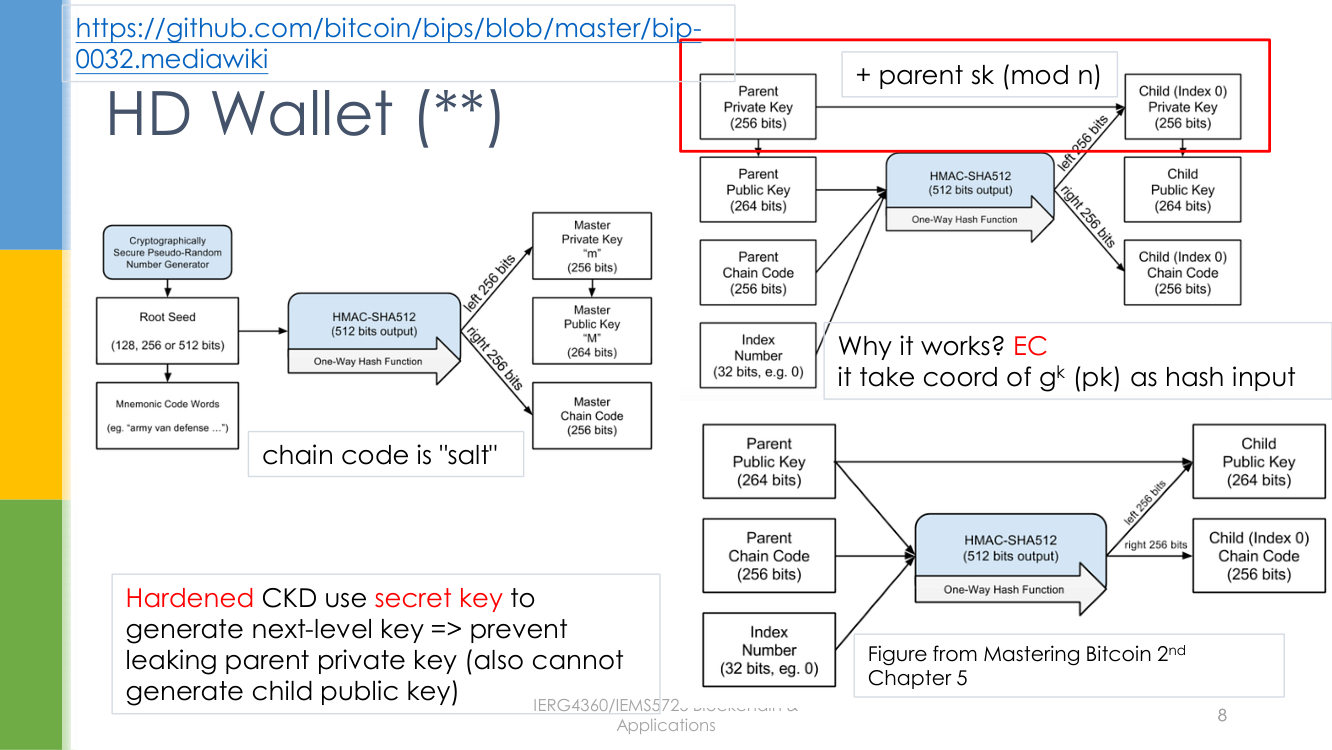 https://github.com/bitcoin/bips/blob/master/bip-
0032.mediawiki
HD Wallet (**)
Cryptographically
Secure Pseudo-Random
Number Generator
Root Seed
(128, 256 or 512 bits)
Mnemonic Code Words
(eg. “army van defense ...”)
HMAC-SHA512
(512 bits output)
One-Way Hash Function
left 256 bits
right 256 bits
Master
Private Key
“m”
(256 bits)
Master
Public Key
“M”
(264 bits)
Master
Chain Code
(256 bits)
chain code is "salt"
Hardened CKD use secret key to
generate next-level key => prevent
leaking parent private key (also cannot
generate child public key)
+ parent sk (mod n)
Parent
Private Key
(256 bits)
Parent
Public Key
(264 bits)
Parent
Chain Code
(256 bits)
Index
Number
(32 bits, e.g. 0)
HMAC-SHA512
(512 bits output)
One-Way Hash Function
left 256 bits
right 256 bits
Child (Index 0)
Private Key
(256 bits)
Child
Public Key
(264 bits)
Child (Index 0)
Chain Code
(256 bits)
Why it works? EC
it take coord of gᵏ (pk) as hash input
Parent
Public Key
(264 bits)
Parent
Chain Code
(256 bits)
Index
Number
(32 bits, eg. 0)
HMAC-SHA512
(512 bits output)
One-Way Hash Function
left 256 bits
right 256 bits
Child
Public Key
(264 bits)
Child (Index 0)
Chain Code
(256 bits)
Figure from Mastering Bitcoin 2nd
Chapter 5
IERG4360/IEMS5725 Blockchain &
Applications
8